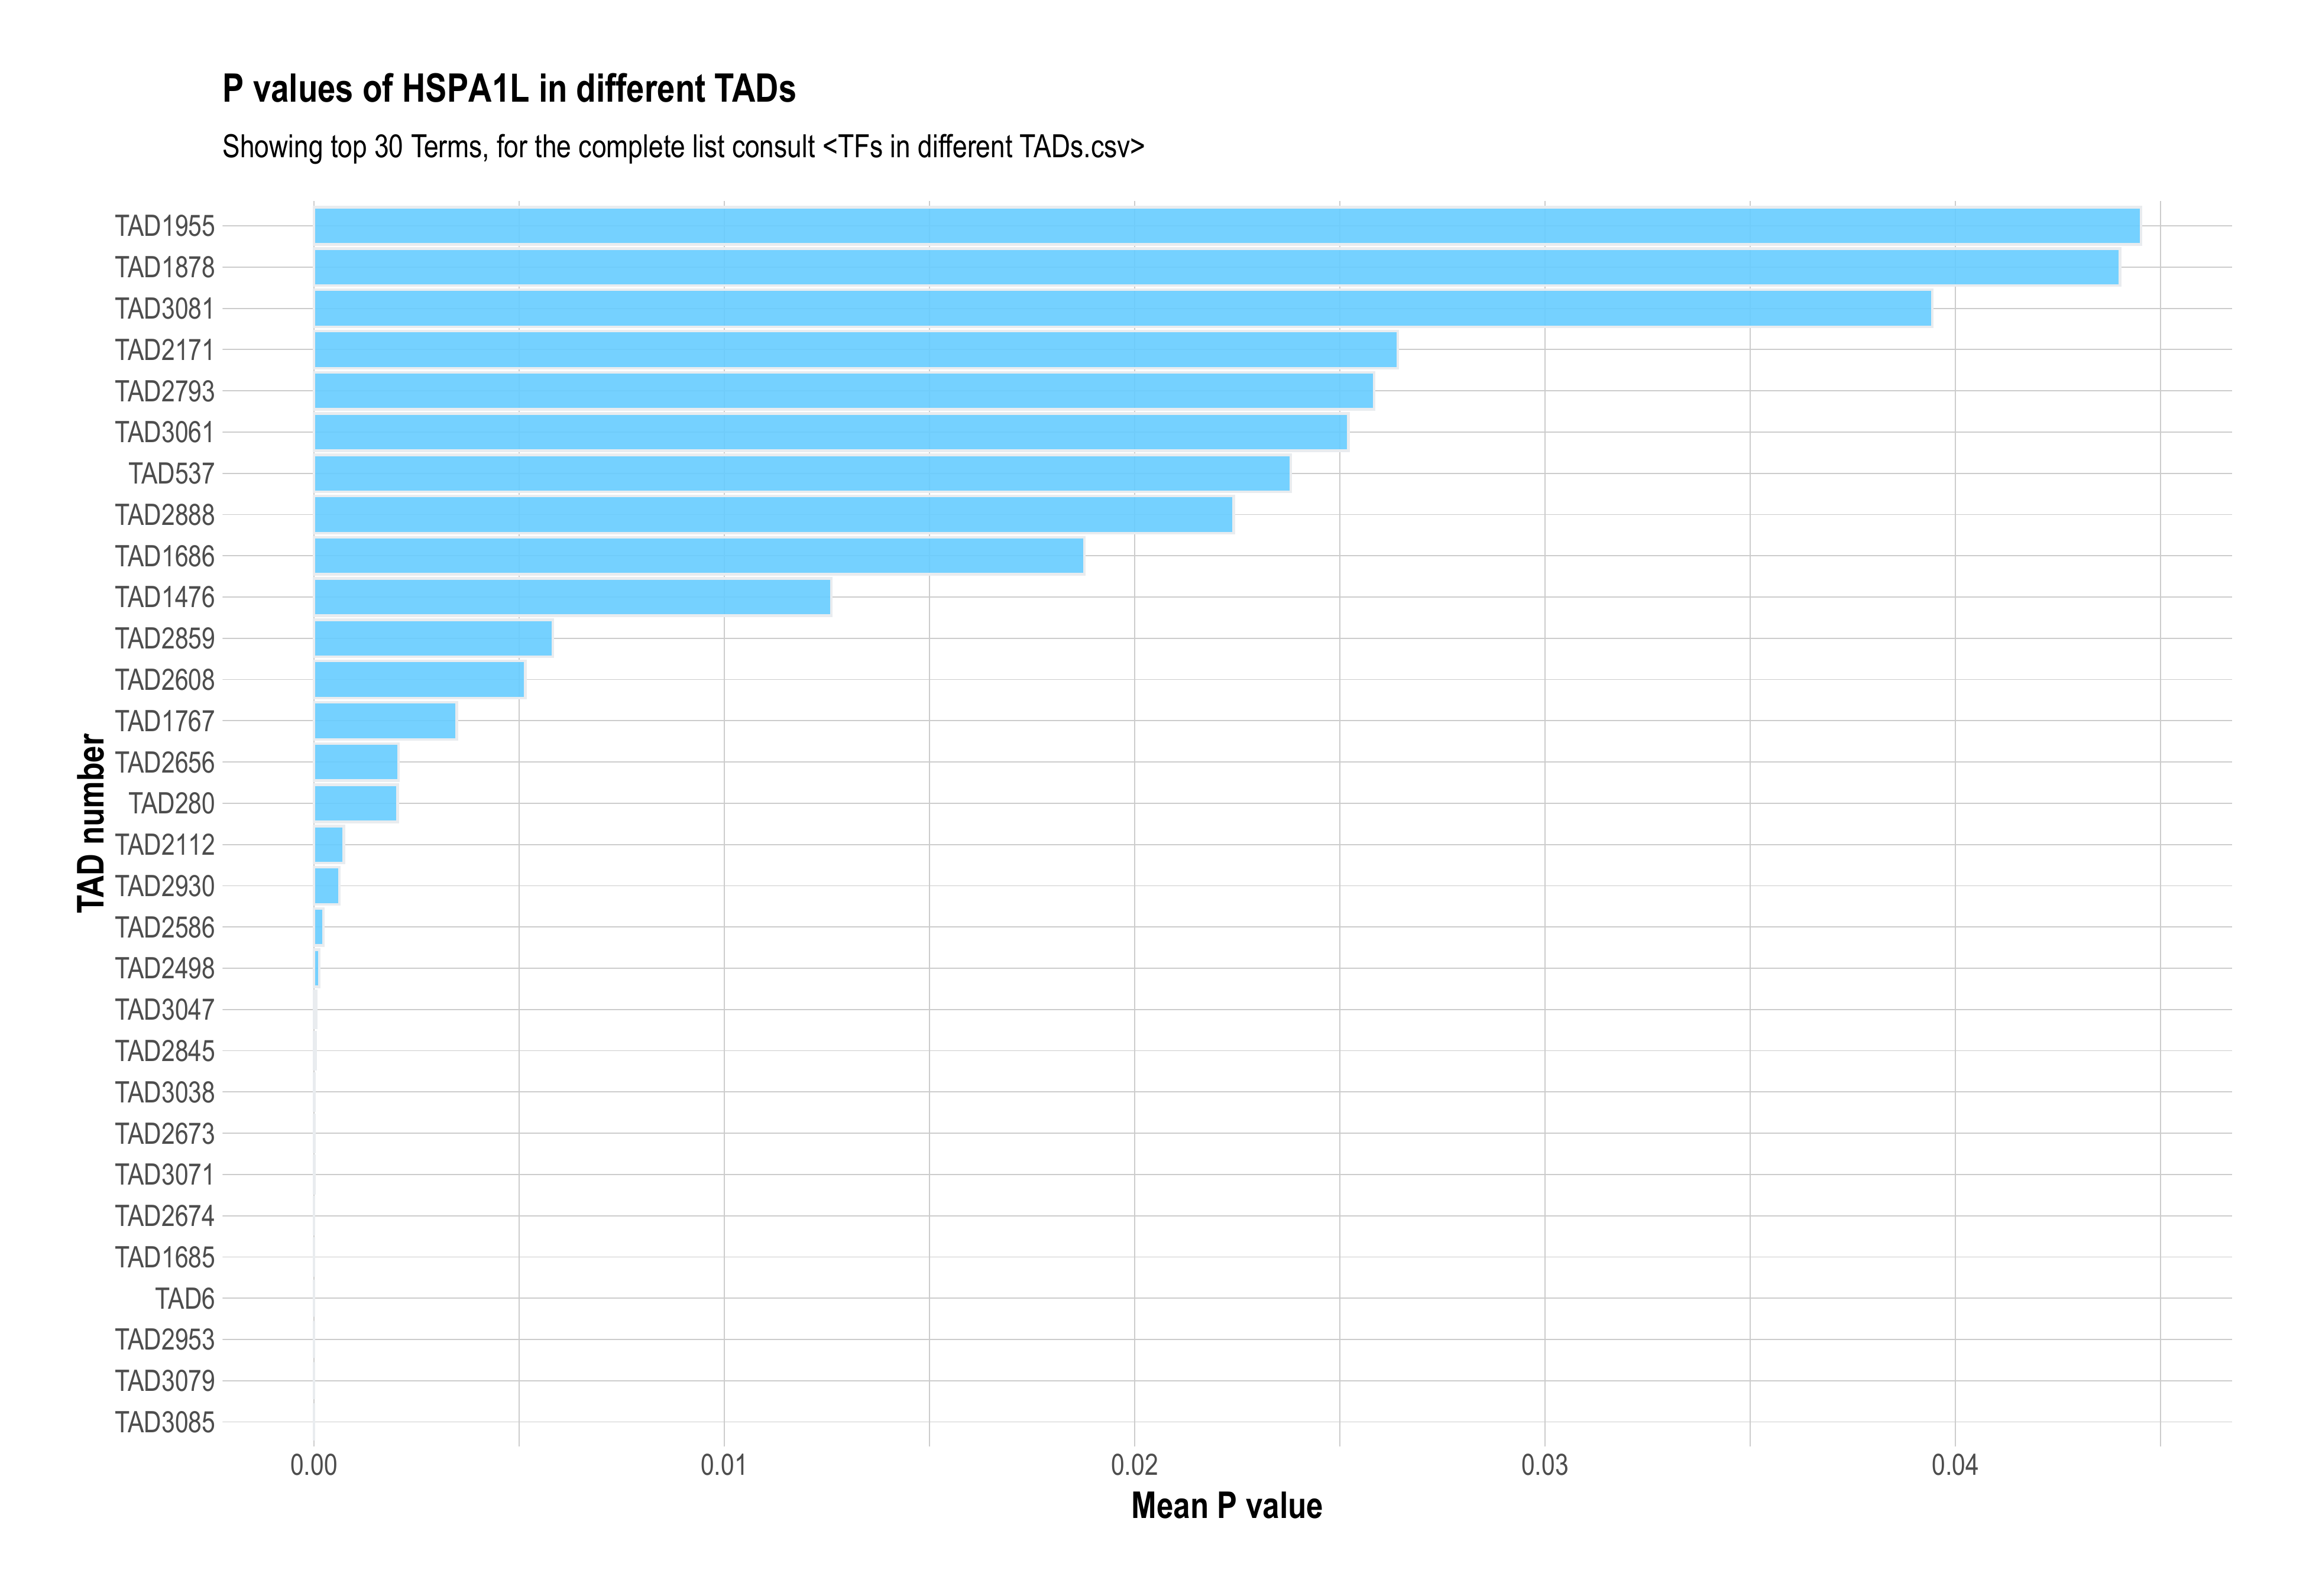 P values of HSPA1L in different TADs
Showing top 30 Terms, for the complete list consult <TFs in different TADs.csv>
TAD number
TAD1955
TAD1878
TAD3081
TAD2171
TAD2793
TAD3061
TAD537
TAD2888
TAD1686
TAD1476
TAD2859
TAD2608
TAD1767
TAD2656
TAD280
TAD2112
TAD2930
TAD2586
TAD2498
TAD3047
TAD2845
TAD3038
TAD2673
TAD3071
TAD2674
TAD1685
TAD6
TAD2953
TAD3079
TAD3085
0.00 0.01 0.02 0.03 0.04
Mean P value